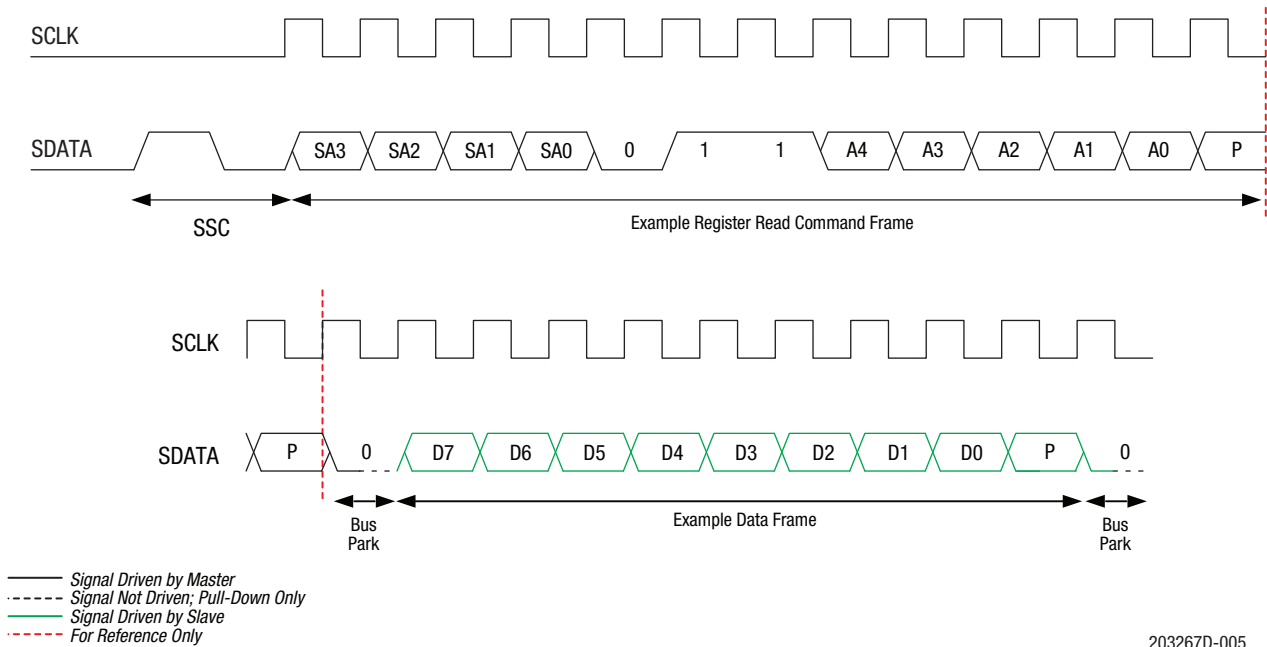 SCLK
SDATA SA3 SA2 SA1 SA0 0 1 1 A4 A3 A2 A1 A0 P
SSC
Example Register Read Command Frame
SCLK
SDATA P 0 D7 D6 D5 D4 D3 D2 D1 D0 P 0
Bus
Park
Example Data Frame
Bus
Park
Signal Driven by Master
Signal Not Driven; Pull-Down Only
Signal Driven by Slave
For Reference Only
203267D-005